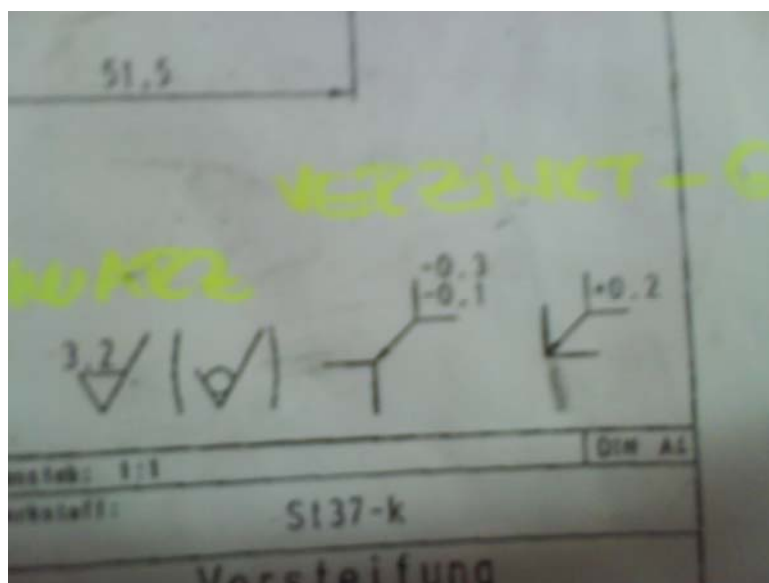 51,5
VERZINKT - G
-0.3
-0.1
+0.2
3,2
1:1
DIN A4
St37-k
Versteifung